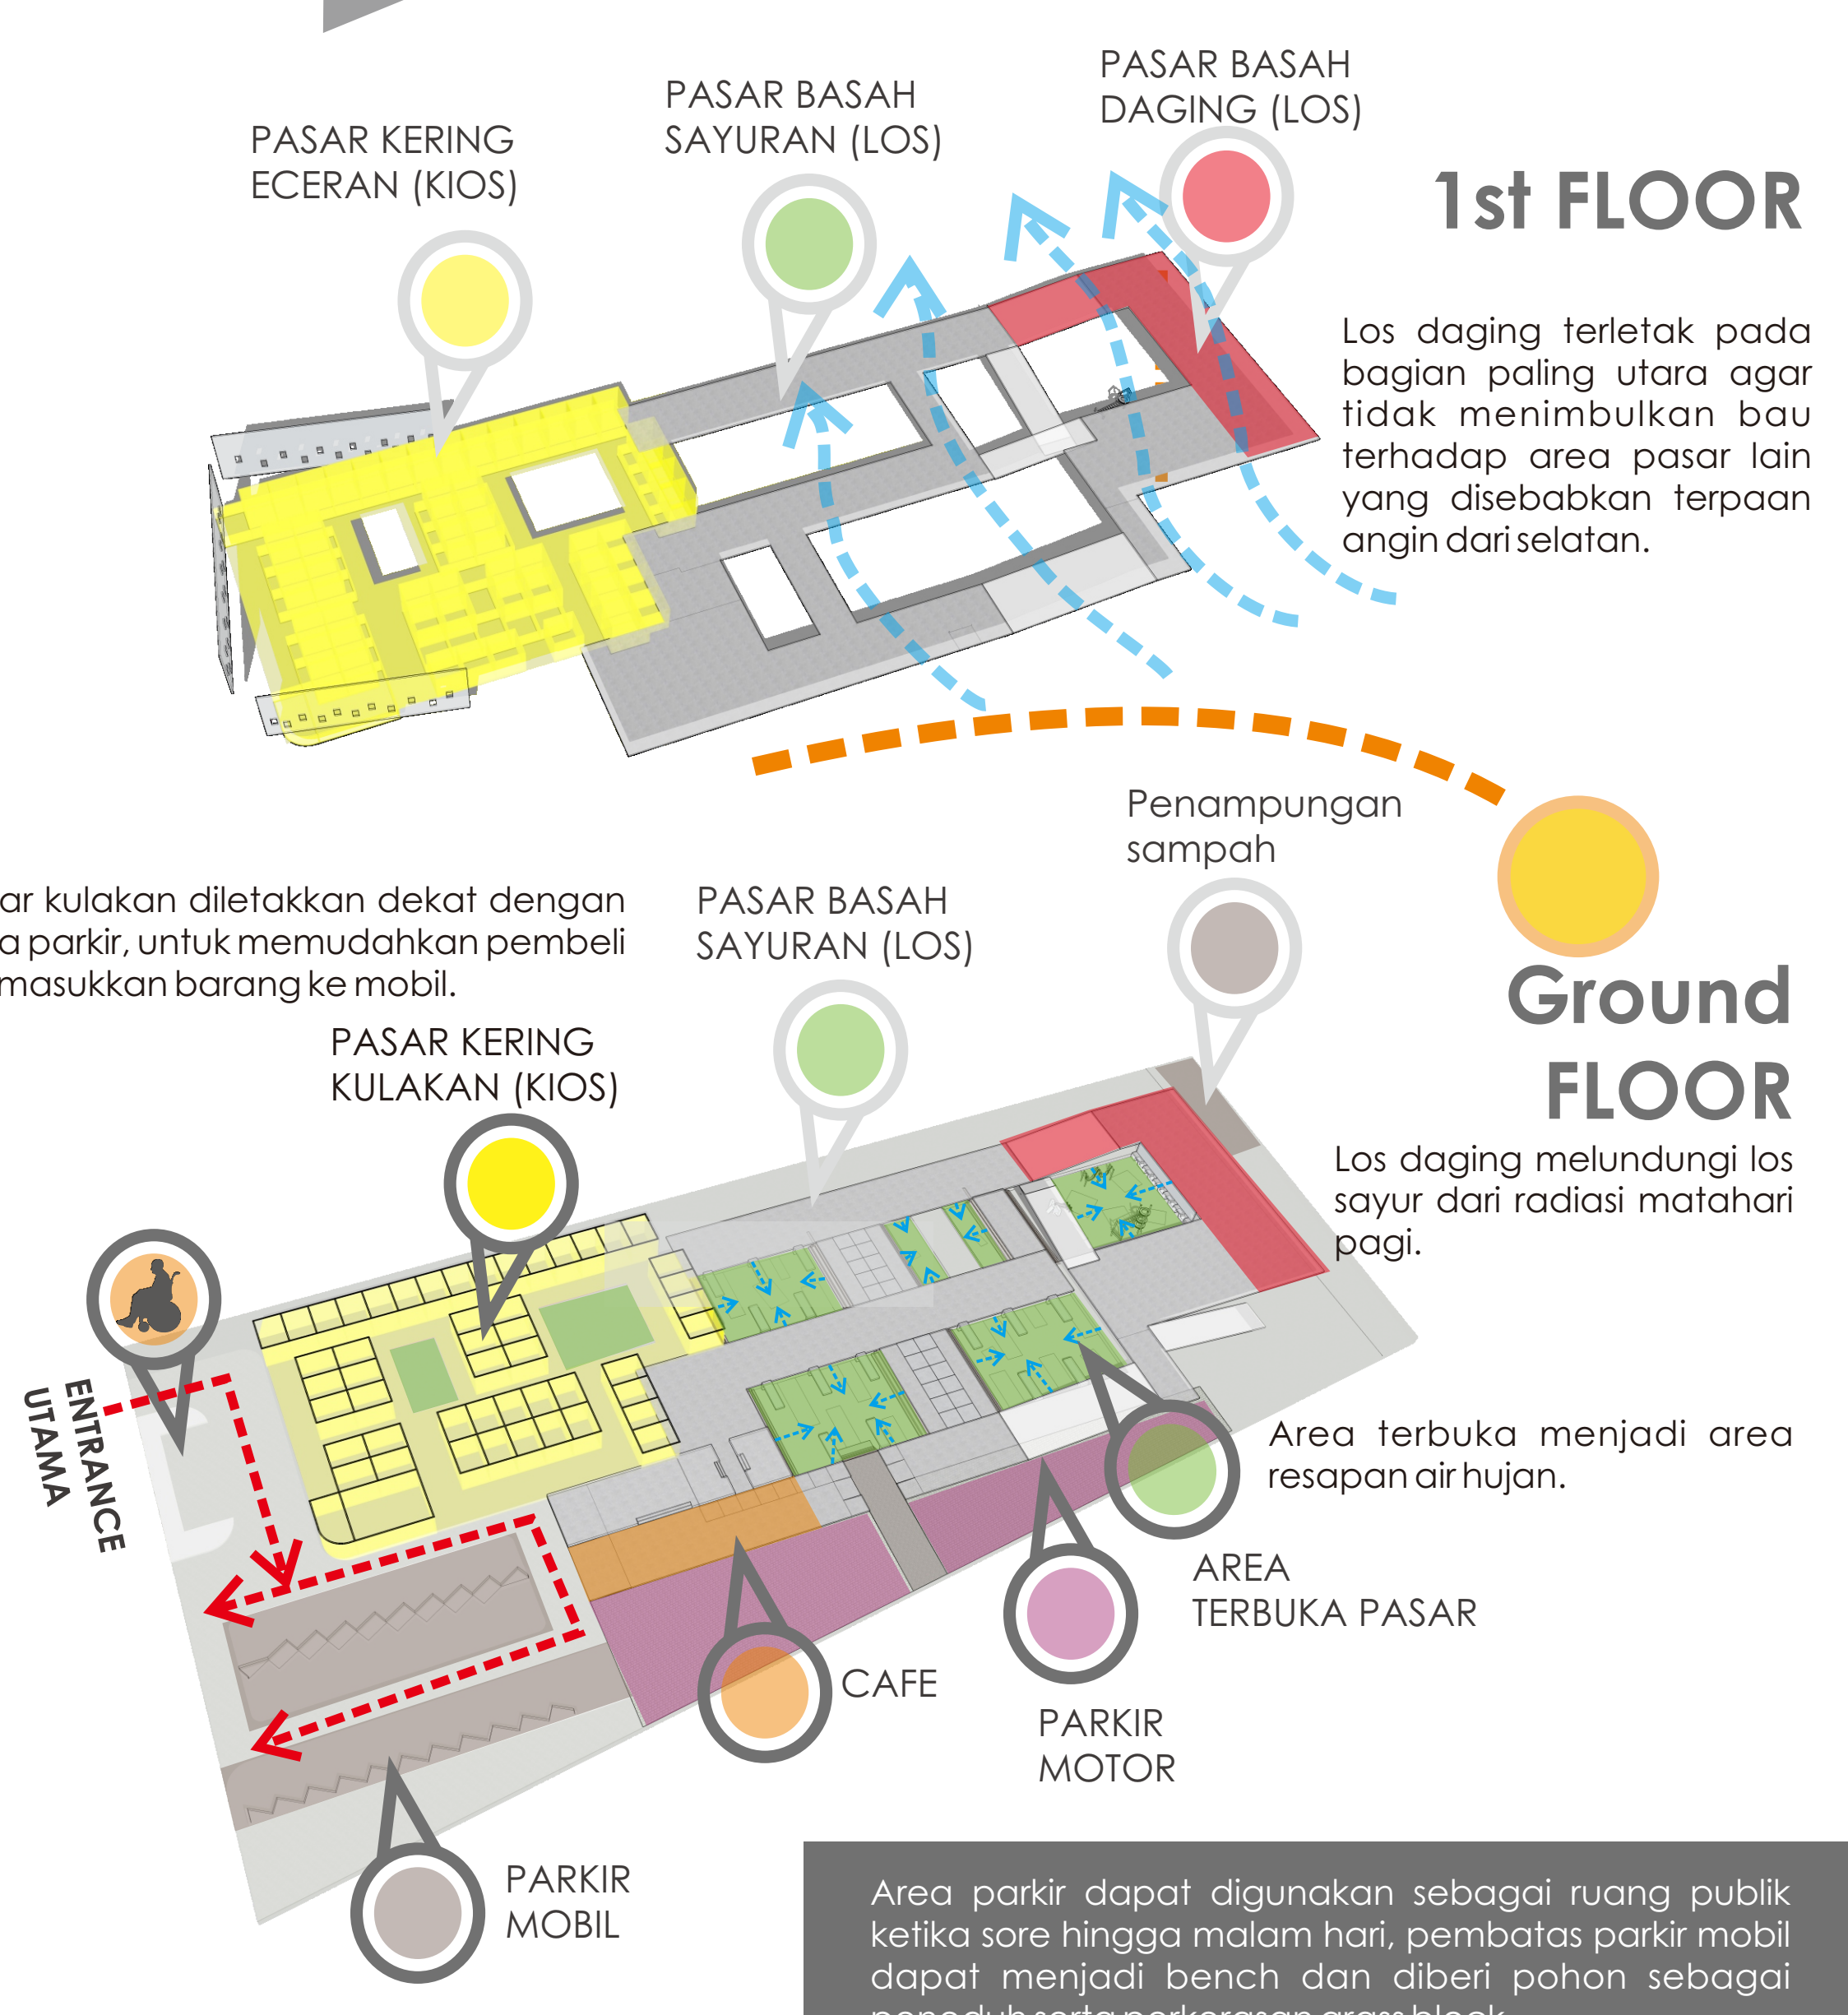 PASAR KERING
ECERAN (KIOS)
PASAR BASAH
SAYURAN (LOS)
PASAR BASAH
DAGING (LOS)
1st FLOOR
Los daging terletak pada
bagian paling utara agar
tidak menimbulkan bau
terhadap area pasar lain
yang disebabkan terpaan
angin dari selatan.
Penampungan
sampah
ar kulakan diletakkan dekat dengan
a parkir, untuk memudahkan pembeli
masukkan barang ke mobil.
PASAR BASAH
SAYURAN (LOS)
PASAR KERING
KULAKAN (KIOS)
Ground
FLOOR
Los daging melundungi los
sayur dari radiasi matahari
pagi.
ENTRANCE
UTAMA
Area terbuka menjadi area
resapan air hujan.
AREA
TERBUKA PASAR
CAFE
PARKIR
MOTOR
PARKIR
MOBIL
Area parkir dapat digunakan sebagai ruang publik
ketika sore hingga malam hari, pembatas parkir mobil
dapat menjadi bench dan diberi pohon sebagai
peneduh serta perkerasan grass block